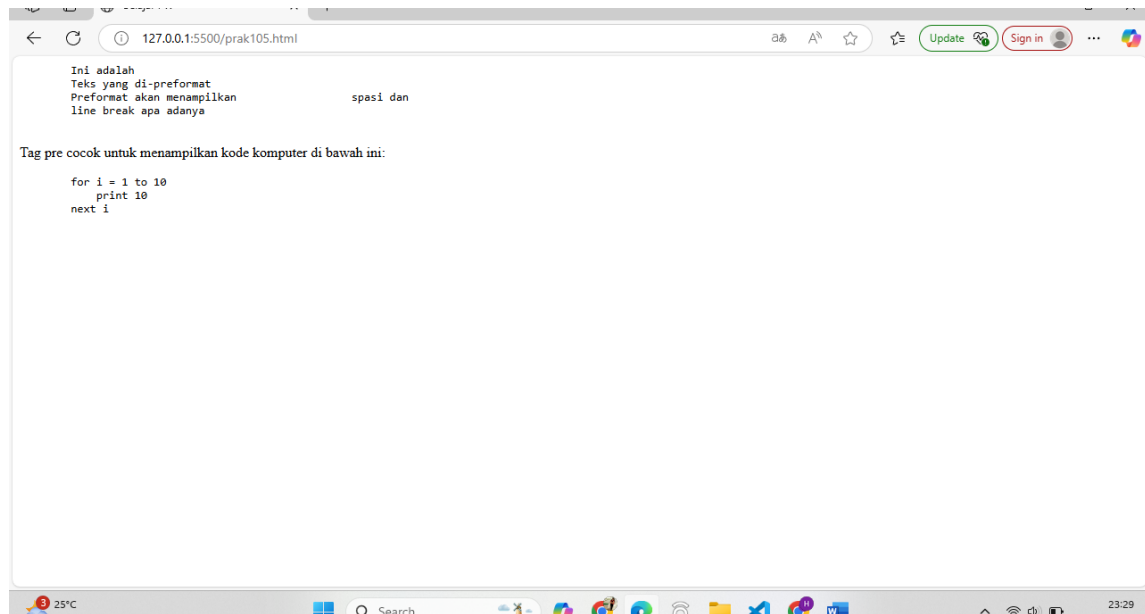 127.0.0.1:5500/prak105.html
Update
Sign in
Ini adalah
Teks yang di-preformat
Preformat akan menampilkan                  spasi dan
line break apa adanya
Tag pre cocok untuk menampilkan kode komputer di bawah ini:
for i = 1 to 10
    print 10
next i
3 25°C
Search
23:29